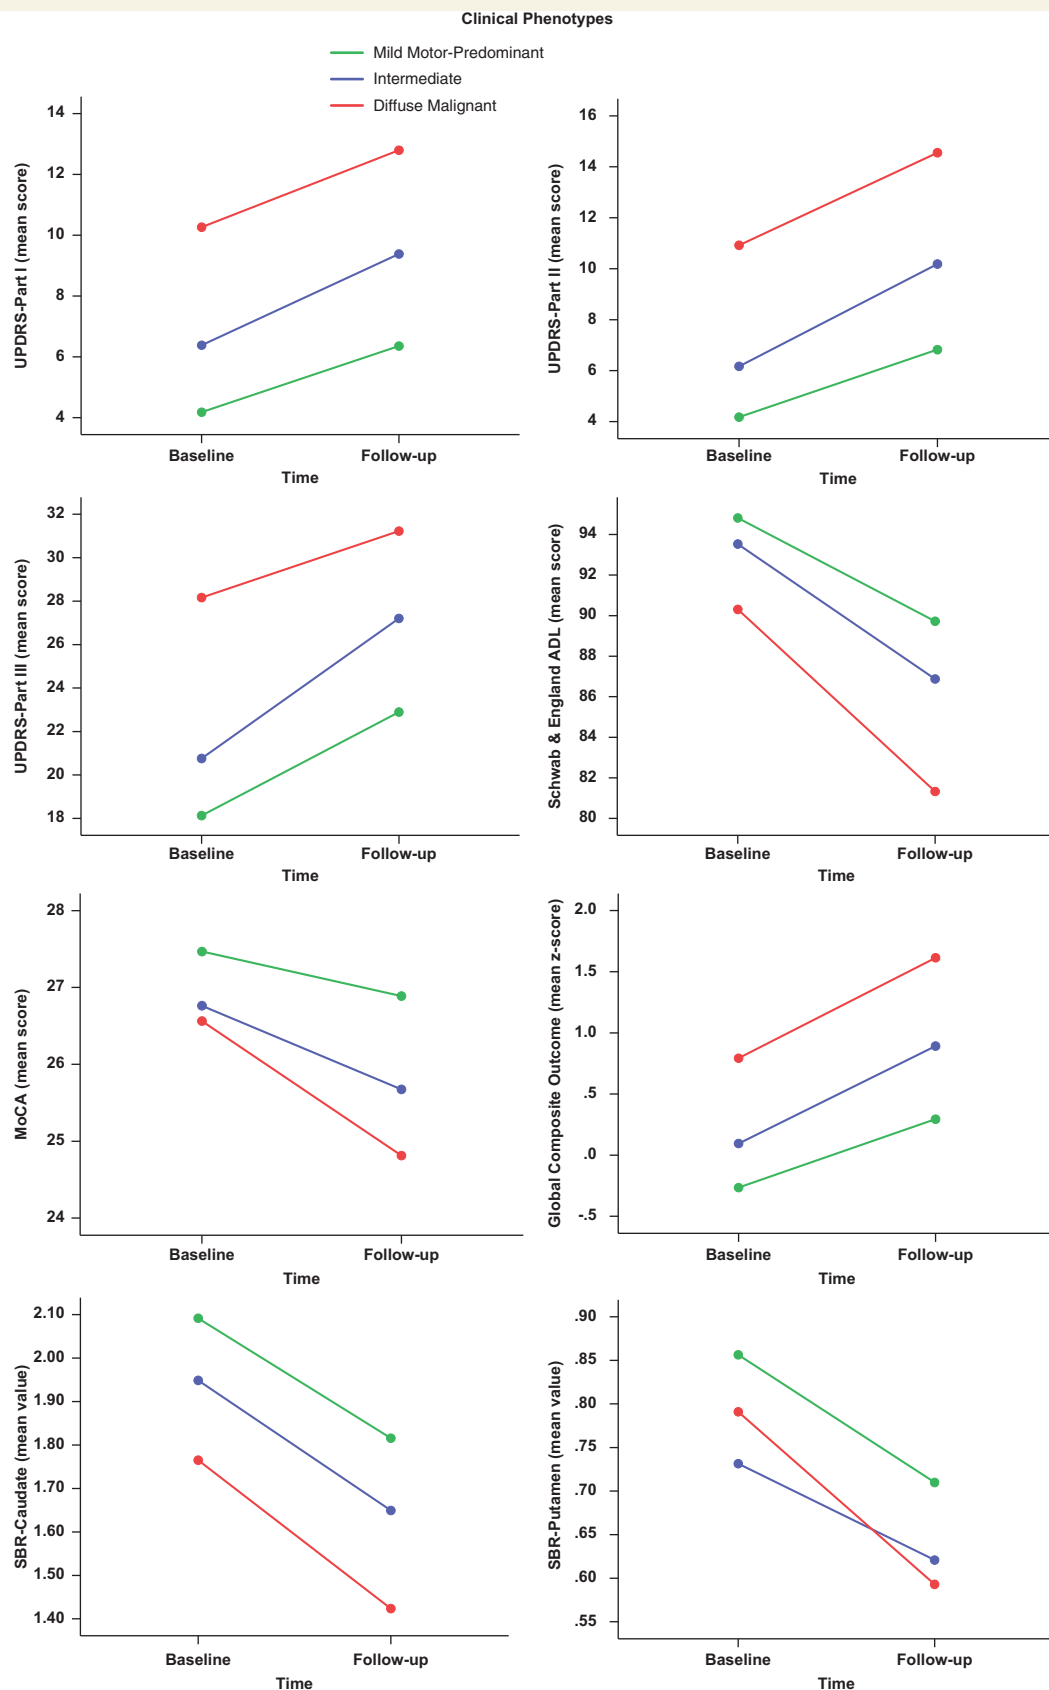 Clinical Phenotypes
Mild Motor-Predominant
Intermediate
Diffuse Malignant
UPDRS-Part I (mean score)
14
12
10
8
6
4
Baseline
Follow-up
Time
UPDRS-Part II (mean score)
16
14
12
10
8
6
4
Baseline
Follow-up
Time
UPDRS-Part III (mean score)
32
30
28
26
24
22
20
18
Baseline
Follow-up
Time
Schwab & England ADL (mean score)
94
92
90
88
86
84
82
80
Baseline
Follow-up
Time
MoCA (mean score)
28
27
26
25
24
Baseline
Follow-up
Time
Global Composite Outcome (mean z-score)
2.0
1.5
1.0
.5
.0
-.5
Baseline
Follow-up
Time
SBR-Caudate (mean value)
2.10
2.00
1.90
1.80
1.70
1.60
1.50
1.40
Baseline
Follow-up
Time
SBR-Putamen (mean value)
.90
.85
.80
.75
.70
.65
.60
.55
Baseline
Follow-up
Time